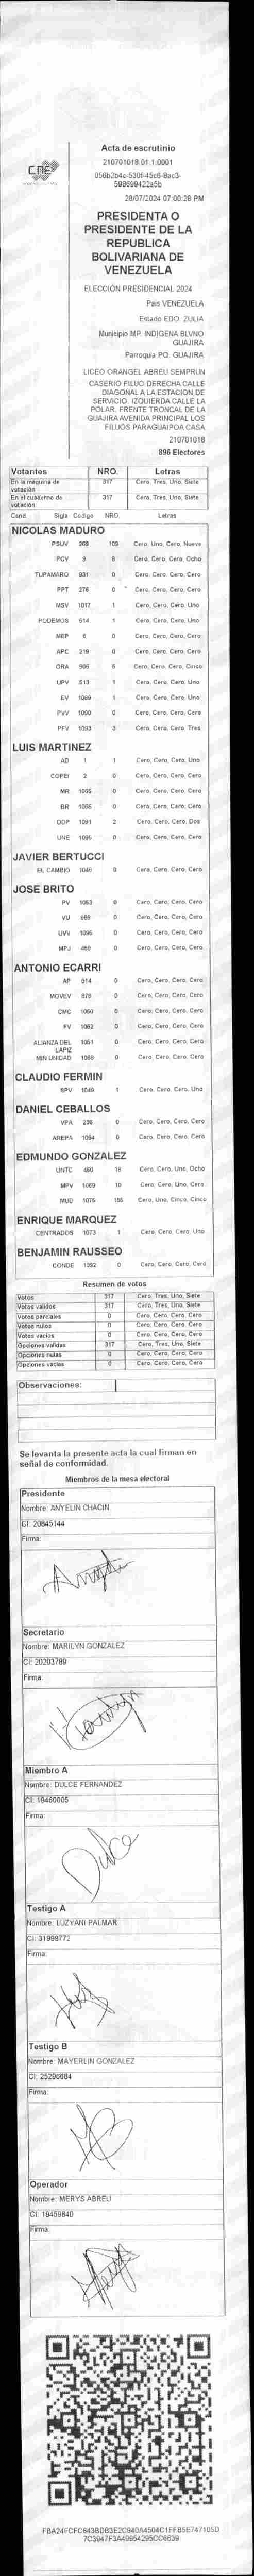 CNE
Acta de escrutinio
210701018.01.1.0001
056b2b4c-530f-45c6-8ac3-
598699422a5b
28/07/2024 07:00:28 PM
PRESIDENTA O
PRESIDENTE DE LA
REPUBLICA
BOLIVARIANA DE
VENEZUELA
ELECCIÓN PRESIDENCIAL 2024
País VENEZUELA
Estado EDO. ZULIA
Municipio MP. INDIGENA BLVNO
GUAJIRA
Parroquia PQ. GUAJIRA
LICEO ORANGEL ABREU SEMPRUN
CASERIO FILUO DERECHA CALLE
DIAGONAL A LA ESTACION DE
SERVICIO. IZQUIERDA CALLE LA
POLAR. FRENTE TRONCAL DE LA
GUAJIRA AVENIDA PRINCIPAL LOS
FILUOS PARAGUAIPOA CASA
210701018
896 Electores
Votantes NRO. Letras
En la máquina de votación 317 Cero, Tres, Uno, Siete
En el cuaderno de votación 317 Cero, Tres, Uno, Siete
Cand Sigla Codigo NRO Letras
NICOLAS MADURO
PSUV 269 109 Cero, Uno, Cero, Nueve
PCV 9 8 Cero, Cero, Cero, Ocho
TUPAMARO 931 0 Cero, Cero, Cero, Cero
PPT 276 0 Cero, Cero, Cero, Cero
MSV 1017 1 Cero, Cero, Cero, Uno
PODEMOS 614 1 Cero, Cero, Cero, Uno
MEP 6 0 Cero, Cero, Cero, Cero
APC 219 0 Cero, Cero, Cero, Cero
ORA 906 5 Cero, Cero, Cero, Cinco
UPV 513 1 Cero, Cero, Cero, Uno
EV 1089 1 Cero, Cero, Cero, Uno
PVV 1090 0 Cero, Cero, Cero, Cero
PFV 1093 3 Cero, Cero, Cero, Tres
LUIS MARTINEZ
AD 1 1 Cero, Cero, Cero, Uno
COPEI 2 0 Cero, Cero, Cero, Cero
MR 1065 0 Cero, Cero, Cero, Cero
BR 1066 0 Cero, Cero, Cero, Cero
DDP 1091 2 Cero, Cero, Cero, Dos
UNE 1095 0 Cero, Cero, Cero, Cero
JAVIER BERTUCCI
EL CAMBIO 1048 0 Cero, Cero, Cero, Cero
JOSE BRITO
PV 1053 0 Cero, Cero, Cero, Cero
VU 869 0 Cero, Cero, Cero, Cero
UVV 1096 0 Cero, Cero, Cero, Cero
MPJ 459 0 Cero, Cero, Cero, Cero
ANTONIO ECARRI
AP 914 0 Cero, Cero, Cero, Cero
MOVEV 879 0 Cero, Cero, Cero, Cero
CMC 1050 0 Cero, Cero, Cero, Cero
FV 1062 0 Cero, Cero, Cero, Cero
ALIANZA DEL LAPIZ 1051 0 Cero, Cero, Cero, Cero
MIN UNIDAD 1088 0 Cero, Cero, Cero, Cero
CLAUDIO FERMIN
SPV 1049 1 Cero, Cero, Cero, Uno
DANIEL CEBALLOS
VPA 236 0 Cero, Cero, Cero, Cero
AREPA 1094 0 Cero, Cero, Cero, Cero
EDMUNDO GONZALEZ
UNTC 460 18 Cero, Cero, Uno, Ocho
MPV 1069 10 Cero, Cero, Uno, Cero
MUD 1075 155 Cero, Uno, Cinco, Cinco
ENRIQUE MARQUEZ
CENTRADOS 1073 1 Cero, Cero, Cero, Uno
BENJAMIN RAUSSEO
CONDE 1092 0 Cero, Cero, Cero, Cero
Resumen de votos
Votos 317 Cero, Tres, Uno, Siete
Votos válidos 317 Cero, Tres, Uno, Siete
Votos parciales 0 Cero, Cero, Cero, Cero
Votos nulos 0 Cero, Cero, Cero, Cero
Votos vacíos 0 Cero, Cero, Cero, Cero
Opciones válidas 317 Cero, Tres, Uno, Siete
Opciones nulas 0 Cero, Cero, Cero, Cero
Opciones vacías 0 Cero, Cero, Cero, Cero
Observaciones:
Se levanta la presente acta la cual firman en
señal de conformidad.
Miembros de la mesa electoral
Presidente
Nombre: ANYELIN CHACIN
CI: 20845144
Firma:
Secretario
Nombre: MARILYN GONZALEZ
CI: 20203789
Firma:
Miembro A
Nombre: DULCE FERNANDEZ
CI: 19460005
Firma:
Dulce
Testigo A
Nombre: LUZYANI PALMAR
CI: 31999772
Firma:
Testigo B
Nombre: MAYERLIN GONZALEZ
CI: 25296684
Firma:
Operador
Nombre: MERYS ABREU
CI: 19459840
Firma:
FBA24FCFC643BDB3E2C940A4504C1FFB5E747105D
7C3947F3A49954295CC6639